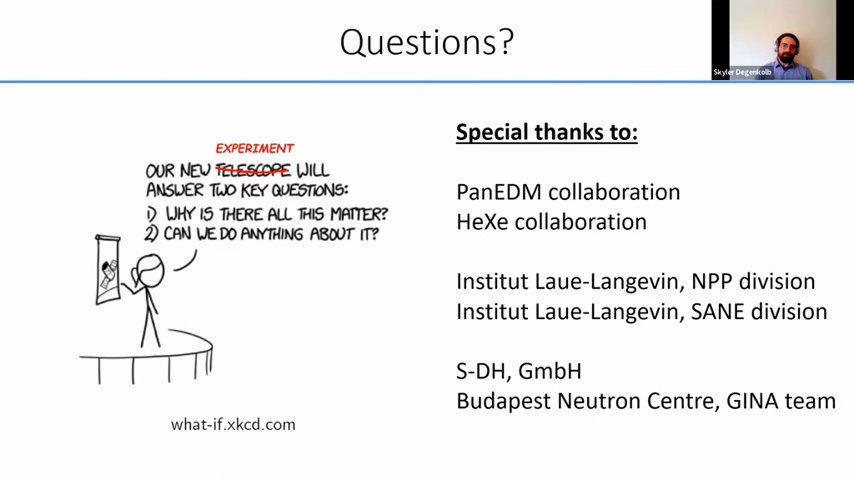 Questions?
Skyler Degenkolb
EXPERIMENT
OUR NEW TELESCOPE WILL
ANSWER TWO KEY QUESTIONS:
1) WHY IS THERE ALL THIS MATTER?
2) CAN WE DO ANYTHING ABOUT IT?
what-if.xkcd.com
Special thanks to:
PanEDM collaboration
HeXe collaboration
Institut Laue-Langevin, NPP division
Institut Laue-Langevin, SANE division
S-DH, GmbH
Budapest Neutron Centre, GINA team